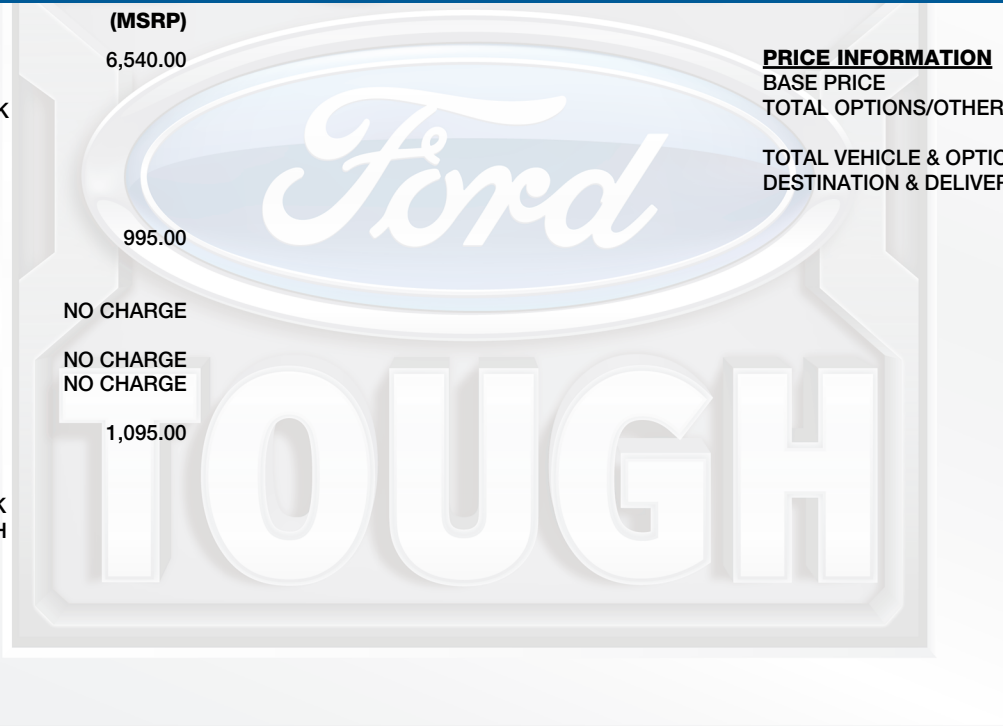 (MSRP)
6,540.00
K
995.00
NO CHARGE
NO CHARGE
NO CHARGE
1,095.00
K
H
PRICE INFORMATION
BASE PRICE
TOTAL OPTIONS/OTHER
TOTAL VEHICLE & OPTIO
DESTINATION & DELIVER
Ford
TOUGH